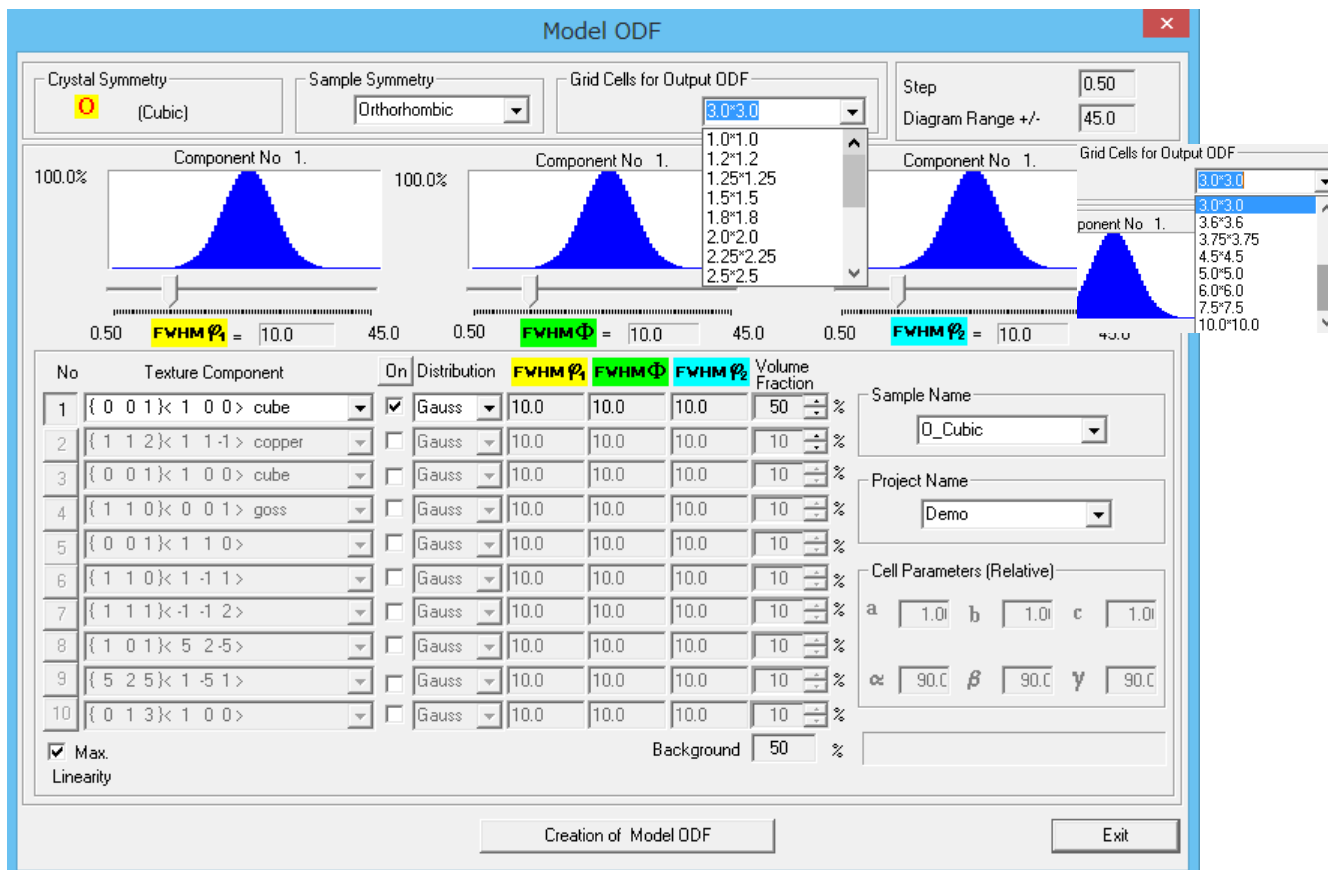 Model ODF
Crystal Symmetry
O (Cubic)
Sample Symmetry
Orthorhombic
Grid Cells for Output ODF
3.0*3.0
1.0*1.0
1.2*1.2
1.25*1.25
1.5*1.5
1.8*1.8
2.0*2.0
2.25*2.25
2.5*2.5
Step 0.50
Diagram Range +/- 45.0
Grid Cells for Output ODF
3.0*3.0
3.0*3.0
3.6*3.6
3.75*3.75
4.5*4.5
5.0*5.0
6.0*6.0
7.5*7.5
10.0*10.0
Component No 1.
100.0%
0.50 FWHM φ1 = 10.0 45.0
Component No 1.
100.0%
0.50 FWHM Φ = 10.0 45.0
Component No 1.
ponent No 1.
0.50 FWHM φ2 = 10.0 45.0
No Texture Component On Distribution FWHM φ1 FWHM Φ FWHM φ2 Volume Fraction
1 { 0 0 1}< 1 0 0> cube Gauss 10.0 10.0 10.0 50 %
2 { 1 1 2}< 1 1 -1> copper Gauss 10.0 10.0 10.0 10 %
3 { 0 0 1}< 1 0 0> cube Gauss 10.0 10.0 10.0 10 %
4 { 1 1 0}< 0 0 1> goss Gauss 10.0 10.0 10.0 10 %
5 { 0 0 1}< 1 1 0> Gauss 10.0 10.0 10.0 10 %
6 { 1 1 0}< 1 -1 1> Gauss 10.0 10.0 10.0 10 %
7 { 1 1 1}< -1 -1 2> Gauss 10.0 10.0 10.0 10 %
8 { 1 0 1}< 5 2 -5> Gauss 10.0 10.0 10.0 10 %
9 { 5 2 5}< 1 -5 1> Gauss 10.0 10.0 10.0 10 %
10 { 0 1 3}< 1 0 0> Gauss 10.0 10.0 10.0 10 %
Max.
Linearity
Background 50 %
Sample Name
O_Cubic
Project Name
Demo
Cell Parameters (Relative)
a 1.0 b 1.0 c 1.0
α 90.0 β 90.0 γ 90.0
Creation of Model ODF
Exit